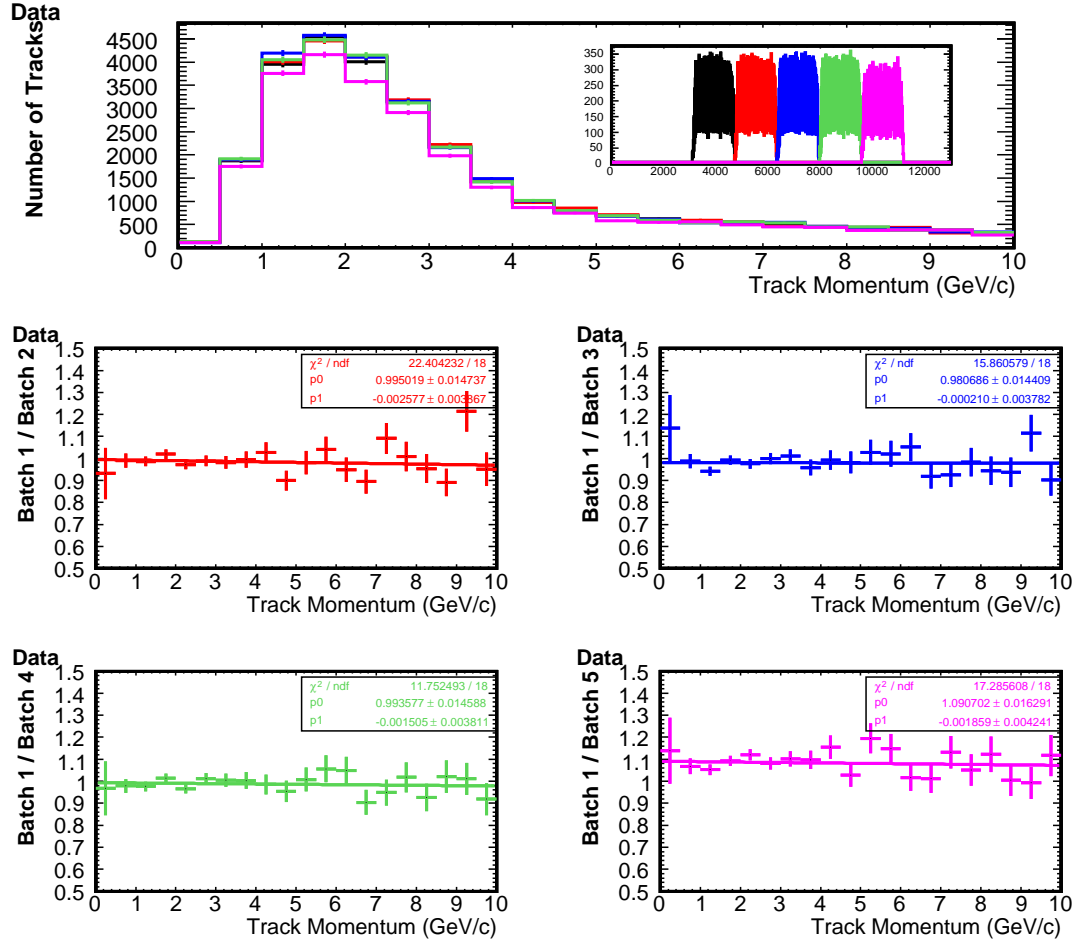 Data
Number of Tracks
4500
4000
3500
3000
2500
2000
1500
1000
500
0
0 1 2 3 4 5 6 7 8 9 10
Track Momentum (GeV/c)
350
300
250
200
150
100
50
0
0 2000 4000 6000 8000 10000 12000
Data
Batch 1 / Batch 2
1.5
1.4
1.3
1.2
1.1
1
0.9
0.8
0.7
0.6
0.5
0 1 2 3 4 5 6 7 8 9 10
Track Momentum (GeV/c)
χ² / ndf 22.404232 / 18
p0 0.995019 ± 0.014737
p1 -0.002577 ± 0.003867
Data
Batch 1 / Batch 3
1.5
1.4
1.3
1.2
1.1
1
0.9
0.8
0.7
0.6
0.5
0 1 2 3 4 5 6 7 8 9 10
Track Momentum (GeV/c)
χ² / ndf 15.860579 / 18
p0 0.980686 ± 0.014409
p1 -0.000210 ± 0.003782
Data
Batch 1 / Batch 4
1.5
1.4
1.3
1.2
1.1
1
0.9
0.8
0.7
0.6
0.5
0 1 2 3 4 5 6 7 8 9 10
Track Momentum (GeV/c)
χ² / ndf 11.752493 / 18
p0 0.993577 ± 0.014588
p1 -0.001505 ± 0.003811
Data
Batch 1 / Batch 5
1.5
1.4
1.3
1.2
1.1
1
0.9
0.8
0.7
0.6
0.5
0 1 2 3 4 5 6 7 8 9 10
Track Momentum (GeV/c)
χ² / ndf 17.285608 / 18
p0 1.090702 ± 0.016291
p1 -0.001859 ± 0.004241